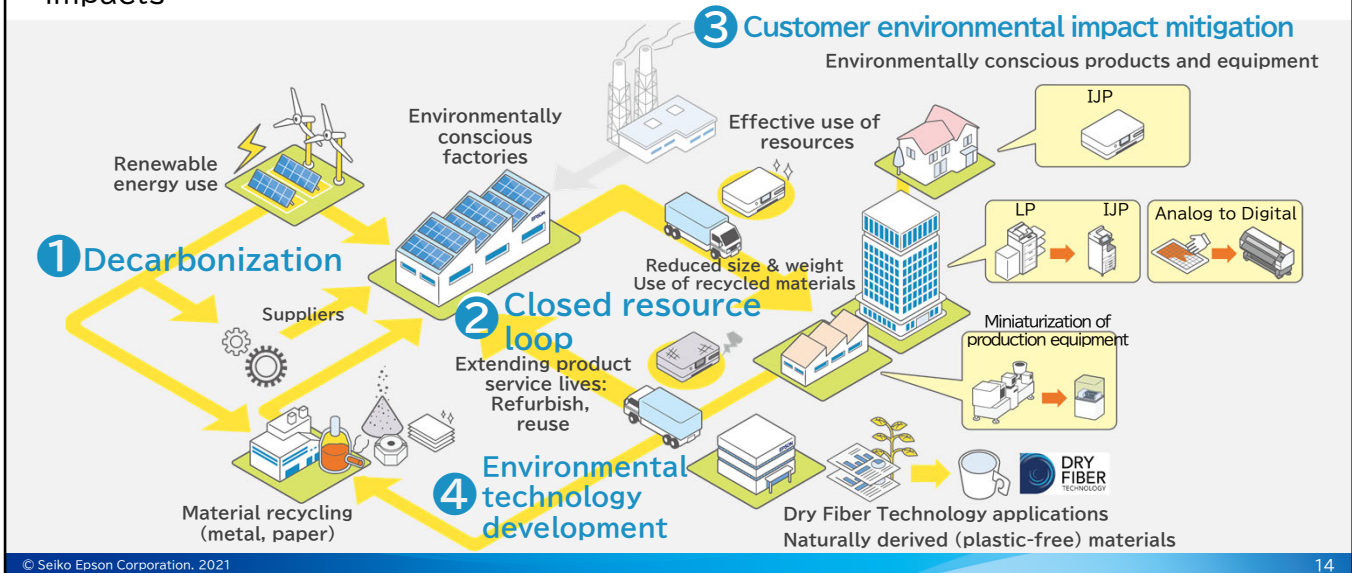 impacts
3 Customer environmental impact mitigation
Environmentally conscious products and equipment
IJP
Environmentally
conscious
factories
Effective use of
resources
Renewable
energy use
EPSON
LP
IJP
Analog to Digital
1 Decarbonization
Reduced size & weight
Use of recycled materials
Suppliers
2 Closed resource
loop
Extending product
service lives:
Refurbish,
reuse
Miniaturization of
production equipment
4 Environmental
technology
development
EPSON
DRY
FIBER
TECHNOLOGY
Material recycling
(metal, paper)
Dry Fiber Technology applications
Naturally derived (plastic-free) materials
© Seiko Epson Corporation. 2021
14